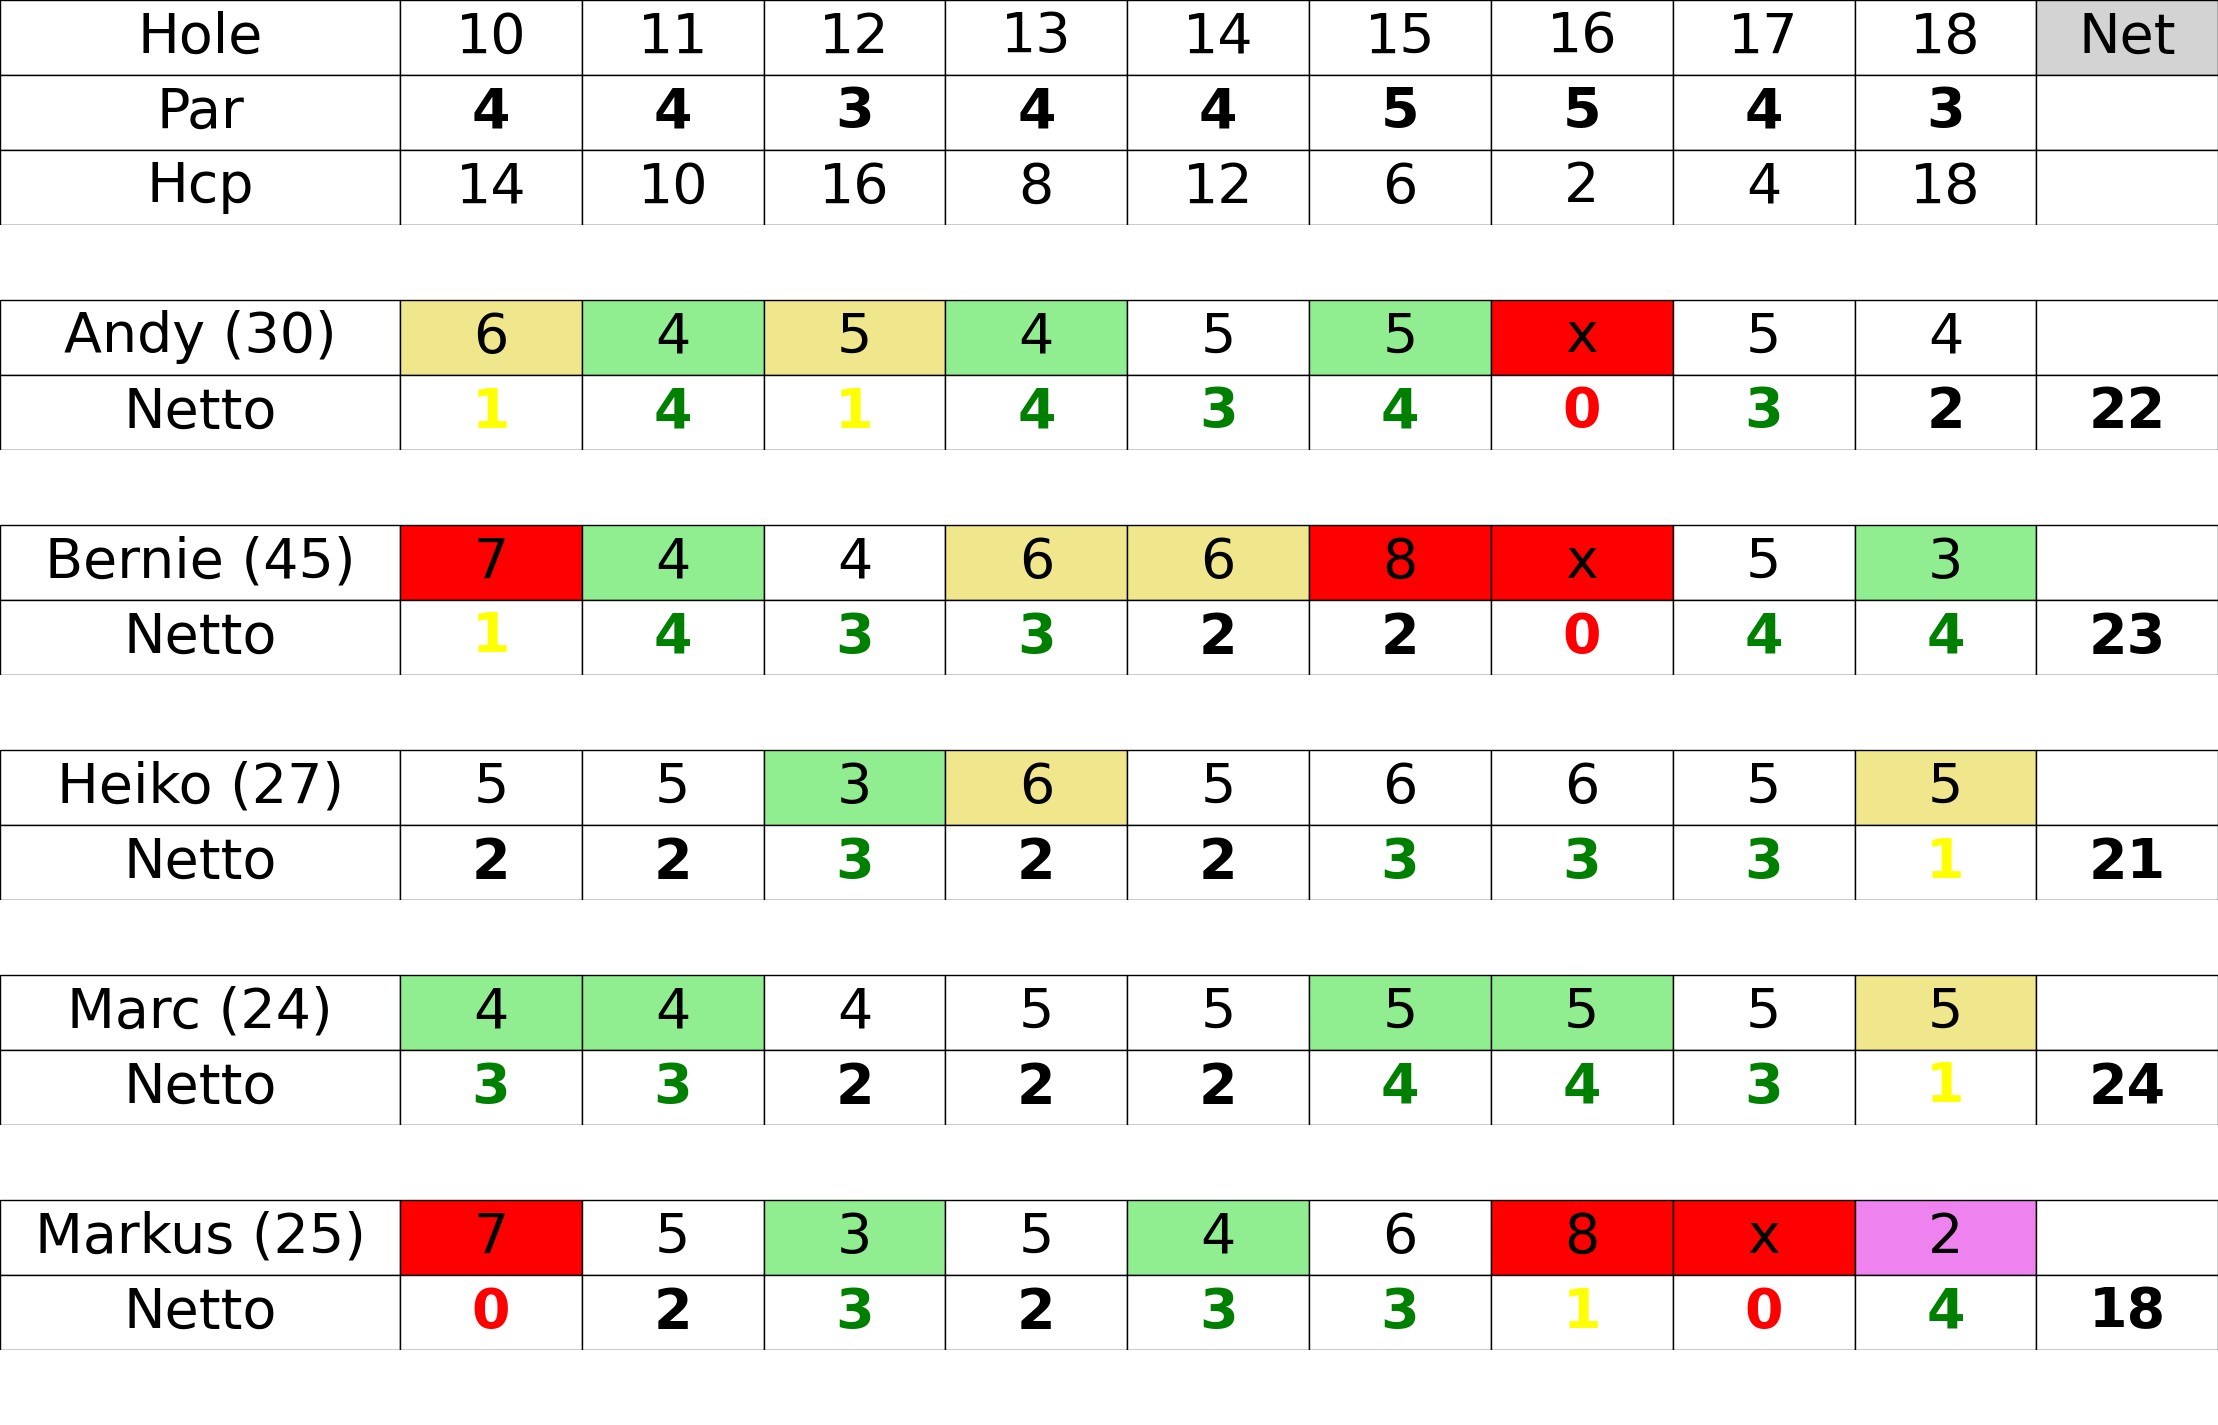 Hole 10 11 12 13 14 15 16 17 18 Net
Par 4 4 3 4 4 5 5 4 3
Hcp 14 10 16 8 12 6 2 4 18
Andy (30) 6 4 5 4 5 5 x 5 4
Netto 1 4 1 4 3 4 0 3 2 22
Bernie (45) 7 4 4 6 6 8 x 5 3
Netto 1 4 3 3 2 2 0 4 4 23
Heiko (27) 5 5 3 6 5 6 6 5 5
Netto 2 2 3 2 2 3 3 3 1 21
Marc (24) 4 4 4 5 5 5 5 5 5
Netto 3 3 2 2 2 4 4 3 1 24
Markus (25) 7 5 3 5 4 6 8 x 2
Netto 0 2 3 2 3 3 1 0 4 18